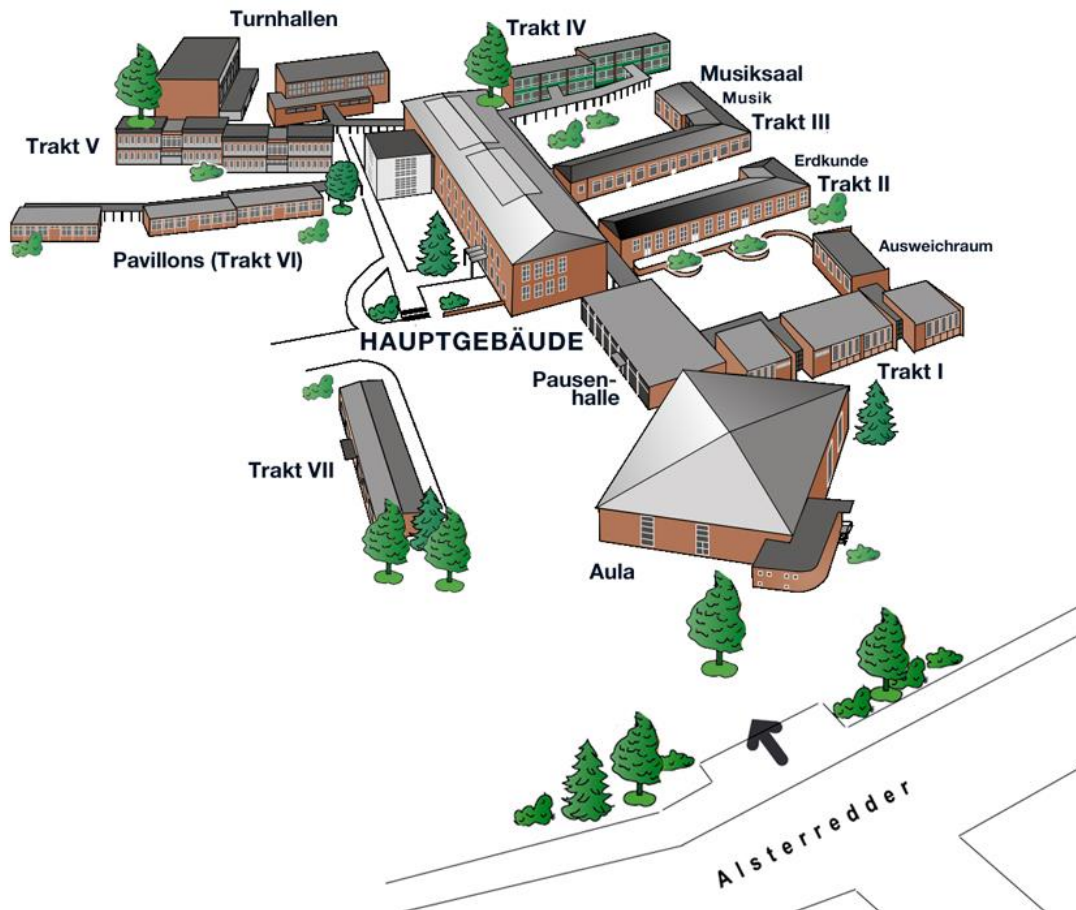 Turnhallen
Trakt IV
Musiksaal
Musik
Trakt III
Trakt V
Erdkunde
Trakt II
Ausweichraum
Pavillons (Trakt VI)
HAUPTGEBÄUDE
Pausen-
halle
Trakt I
Trakt VII
Aula
Alsterredder